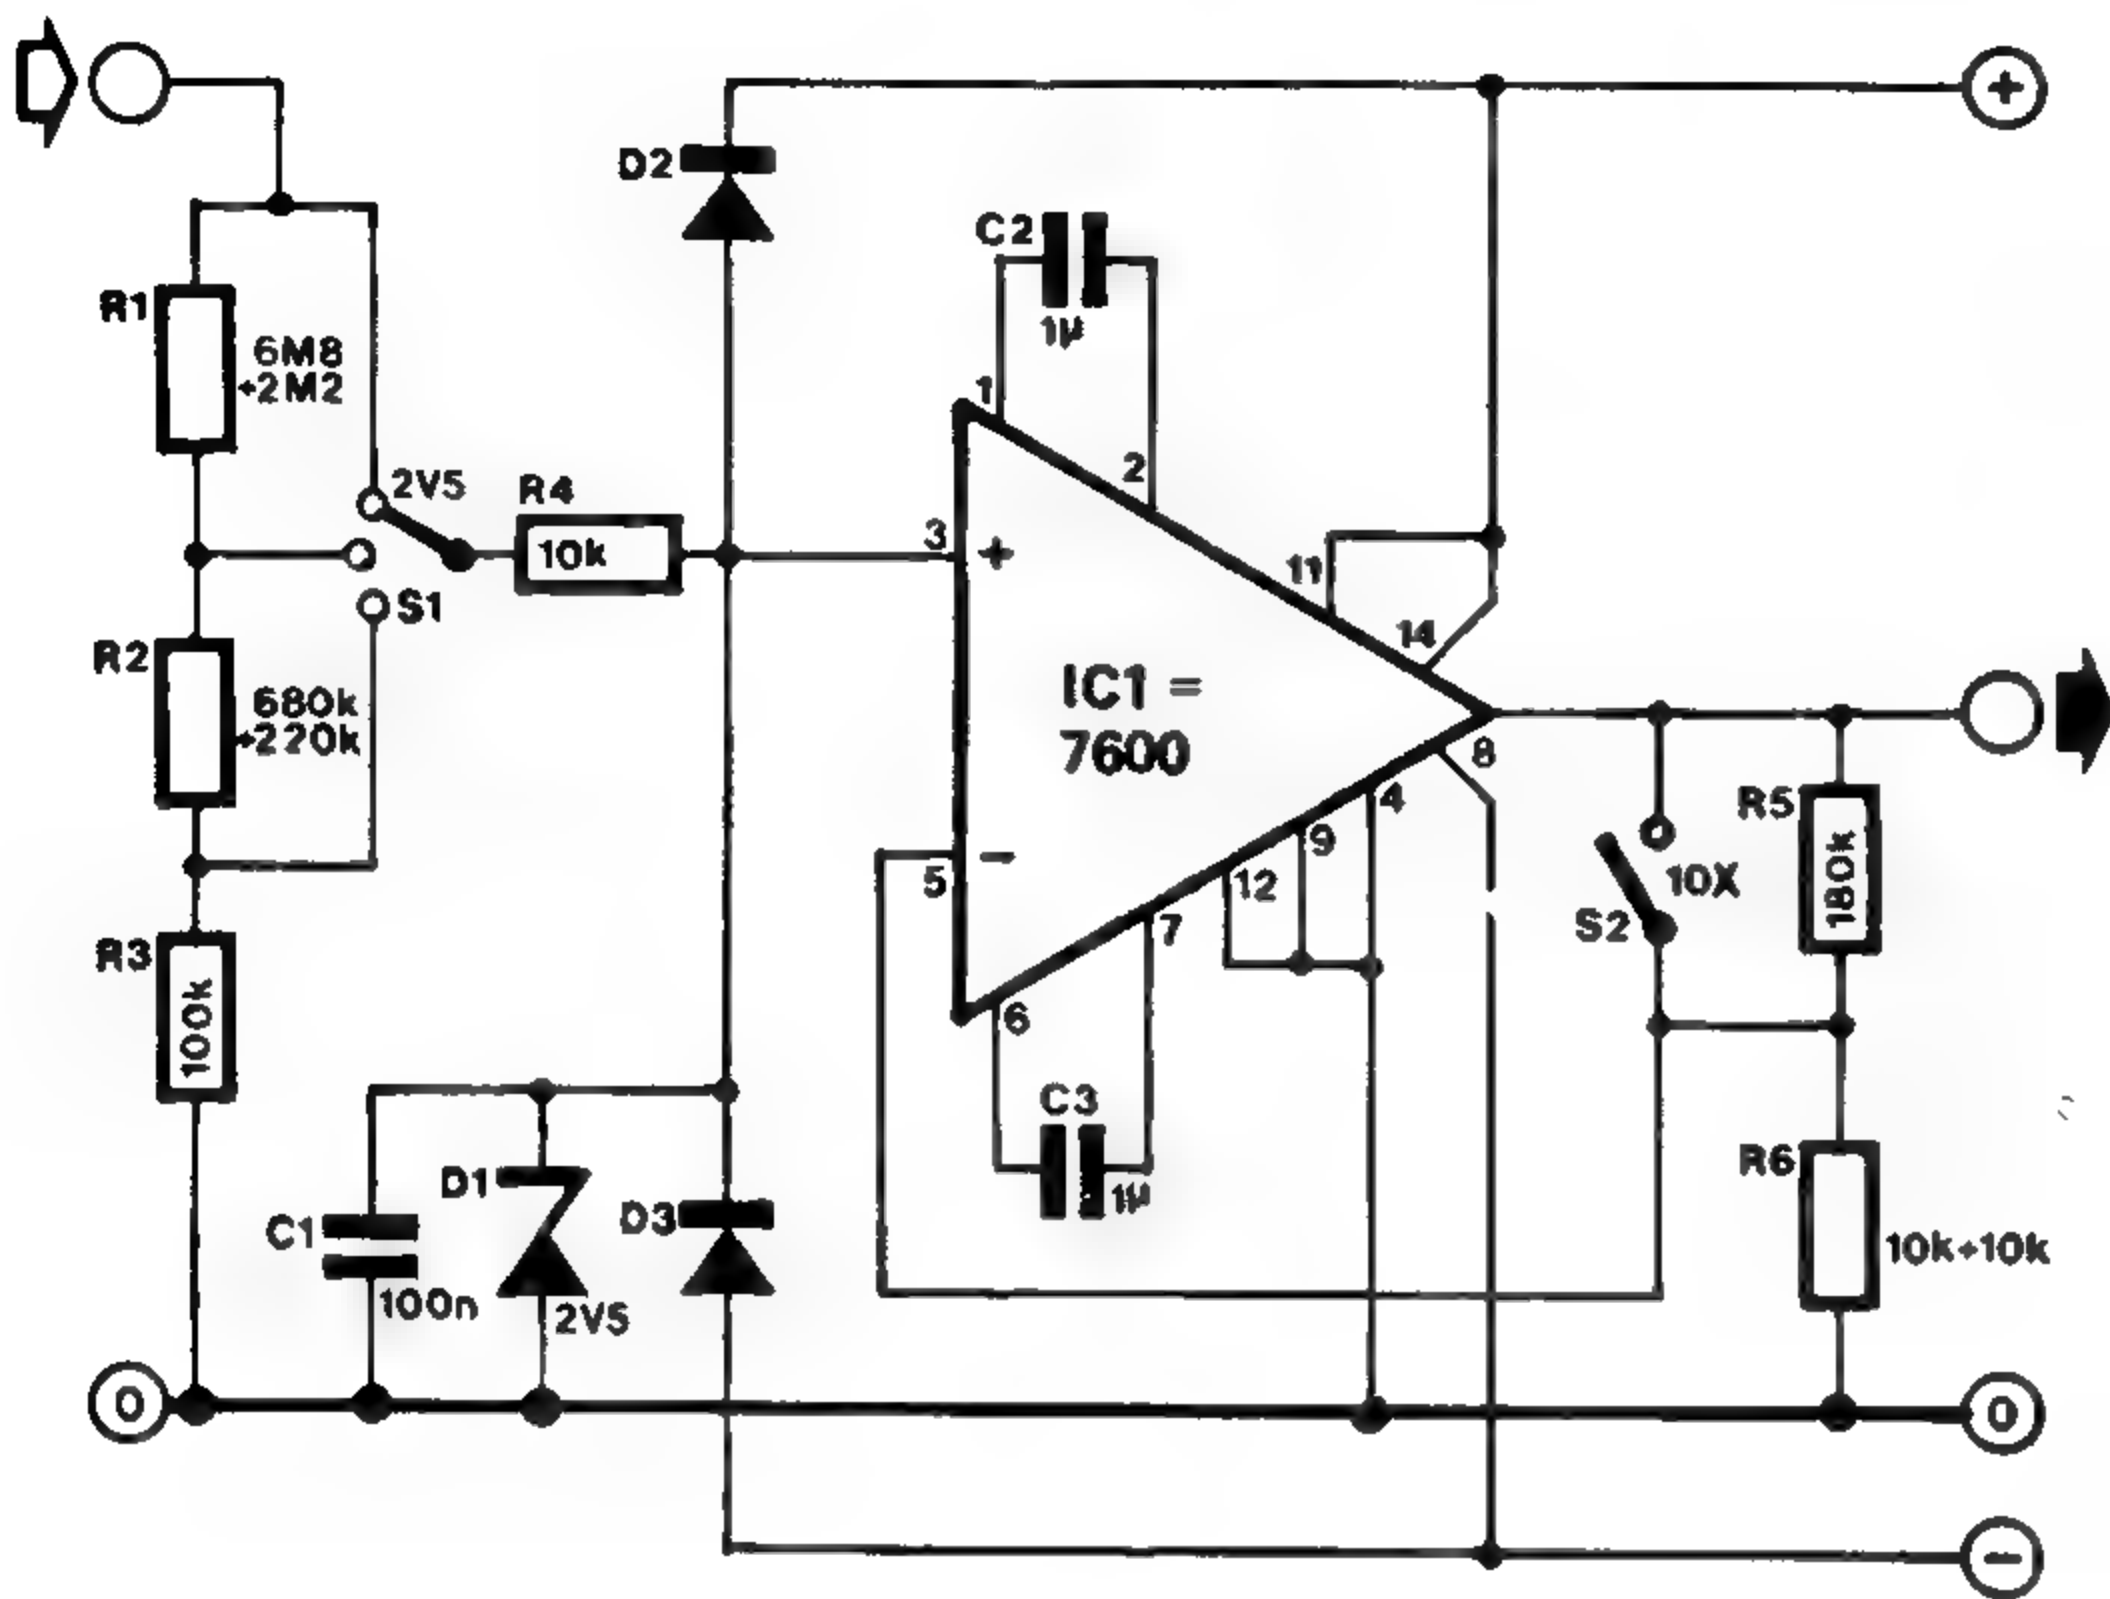 +
D2
C2
1µ
R1
6M8
+2M2
1
2
2V5
R4
10k
3
+
S1
11
14
R2
680k
+220k
IC1 =
7600
8
4
9
12
7
6
5
−
R5
180k
10X
S2
R3
100k
C3
1µ
D1
2V5
D3
C1
100n
R6
10k+10k
0
0
−